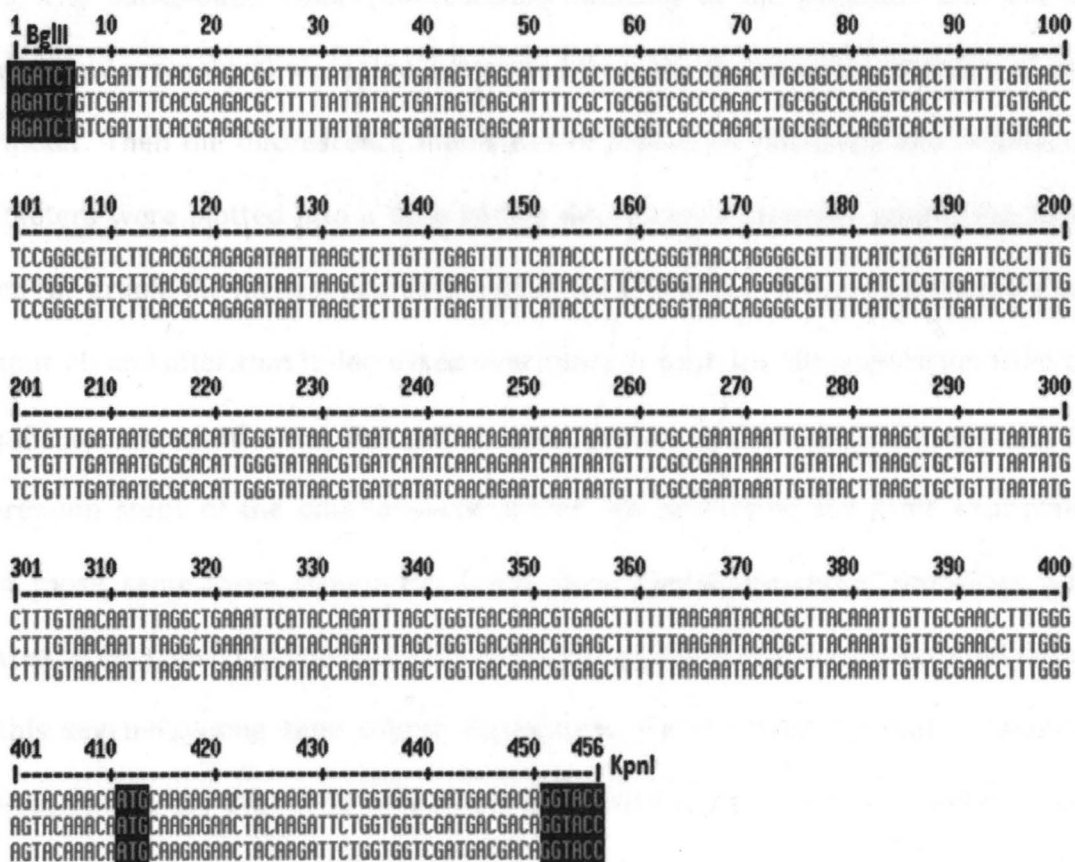 1 BglII 10 20 30 40 50 60 70 80 90 100
AGATCTGTCGATTTCACGCAGACGCTTTTTATTATACTGATAGTCAGCATTTTCGCTGCGGTCGCCCAGACTTGCGGCCCAGGTCACCTTTTTTGTGACC
AGATCTGTCGATTTCACGCAGACGCTTTTTATTATACTGATAGTCAGCATTTTCGCTGCGGTCGCCCAGACTTGCGGCCCAGGTCACCTTTTTTGTGACC
AGATCTGTCGATTTCACGCAGACGCTTTTTATTATACTGATAGTCAGCATTTTCGCTGCGGTCGCCCAGACTTGCGGCCCAGGTCACCTTTTTTGTGACC
101 110 120 130 140 150 160 170 180 190 200
TCCGGGCGTTCTTCACGCCAGAGATAATTAAGCTCTTGTTTGAGTTTTTCATACCCTTCCCGGGTAACCAGGGGCGTTTTCATCTCGTTGATTCCCTTTG
TCCGGGCGTTCTTCACGCCAGAGATAATTAAGCTCTTGTTTGAGTTTTTCATACCCTTCCCGGGTAACCAGGGGCGTTTTCATCTCGTTGATTCCCTTTG
TCCGGGCGTTCTTCACGCCAGAGATAATTAAGCTCTTGTTTGAGTTTTTCATACCCTTCCCGGGTAACCAGGGGCGTTTTCATCTCGTTGATTCCCTTTG
201 210 220 230 240 250 260 270 280 290 300
TCTGTTTGATAATGCGCACATTGGGTATAACGTGATCATATCAACAGAATCAATAATGTTTCGCCGAATAAATTGTATACTTAAGCTGCTGTTTAATATG
TCTGTTTGATAATGCGCACATTGGGTATAACGTGATCATATCAACAGAATCAATAATGTTTCGCCGAATAAATTGTATACTTAAGCTGCTGTTTAATATG
TCTGTTTGATAATGCGCACATTGGGTATAACGTGATCATATCAACAGAATCAATAATGTTTCGCCGAATAAATTGTATACTTAAGCTGCTGTTTAATATG
301 310 320 330 340 350 360 370 380 390 400
CTTTGTAACAATTTAGGCTGAAATTCATACCAGATTTAGCTGGTGACGAACGTGAGCTTTTTTAAGAATACACGCTTACAAATTGTTGCGAACCTTTGGG
CTTTGTAACAATTTAGGCTGAAATTCATACCAGATTTAGCTGGTGACGAACGTGAGCTTTTTTAAGAATACACGCTTACAAATTGTTGCGAACCTTTGGG
CTTTGTAACAATTTAGGCTGAAATTCATACCAGATTTAGCTGGTGACGAACGTGAGCTTTTTTAAGAATACACGCTTACAAATTGTTGCGAACCTTTGGG
401 410 420 430 440 450 456 KpnI
AGTACAAACAATGCAAGAGAACTACAAGATTCTGGTGGTCGATGACGACAGGTACC
AGTACAAACAATGCAAGAGAACTACAAGATTCTGGTGGTCGATGACGACAGGTACC
AGTACAAACAATGCAAGAGAACTACAAGATTCTGGTGGTCGATGACGACAGGTACC